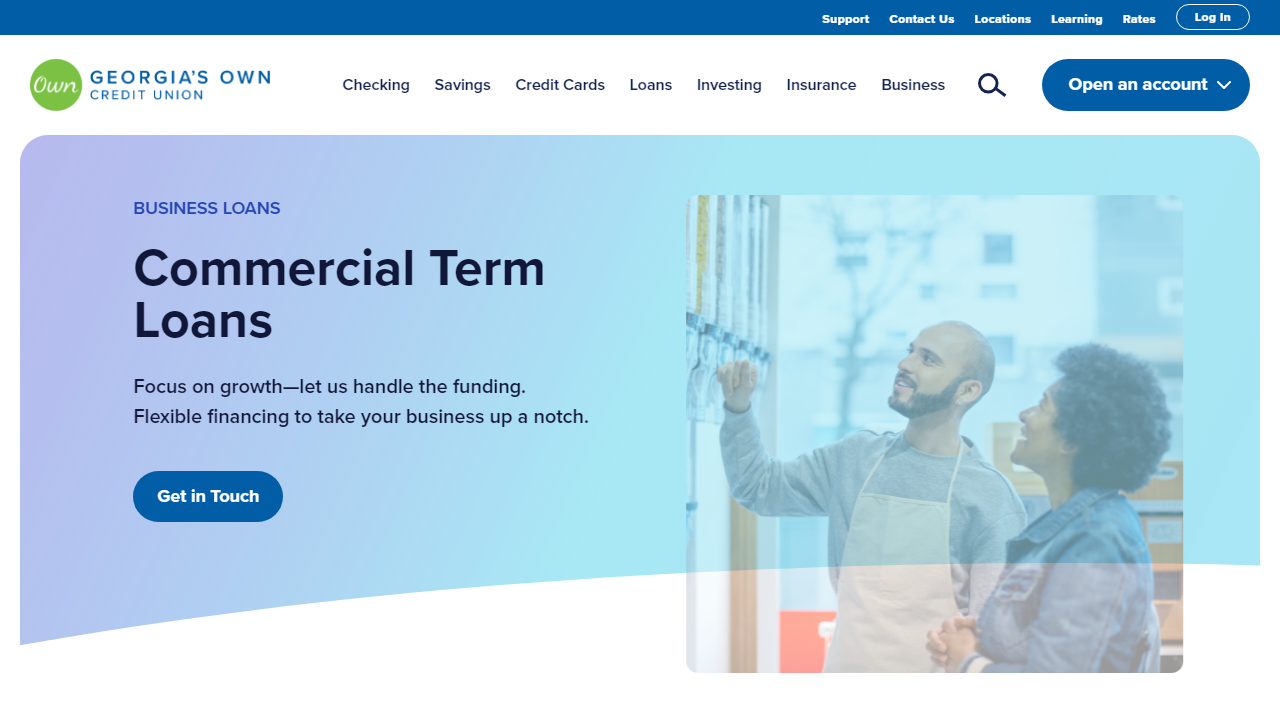 Support Contact Us Locations Learning Rates Log In
Own GEORGIA'S OWN
CREDIT UNION
Checking Savings Credit Cards Loans Investing Insurance Business Open an account
BUSINESS LOANS
Commercial Term
Loans
Focus on growth—let us handle the funding.
Flexible financing to take your business up a notch.
Get in Touch